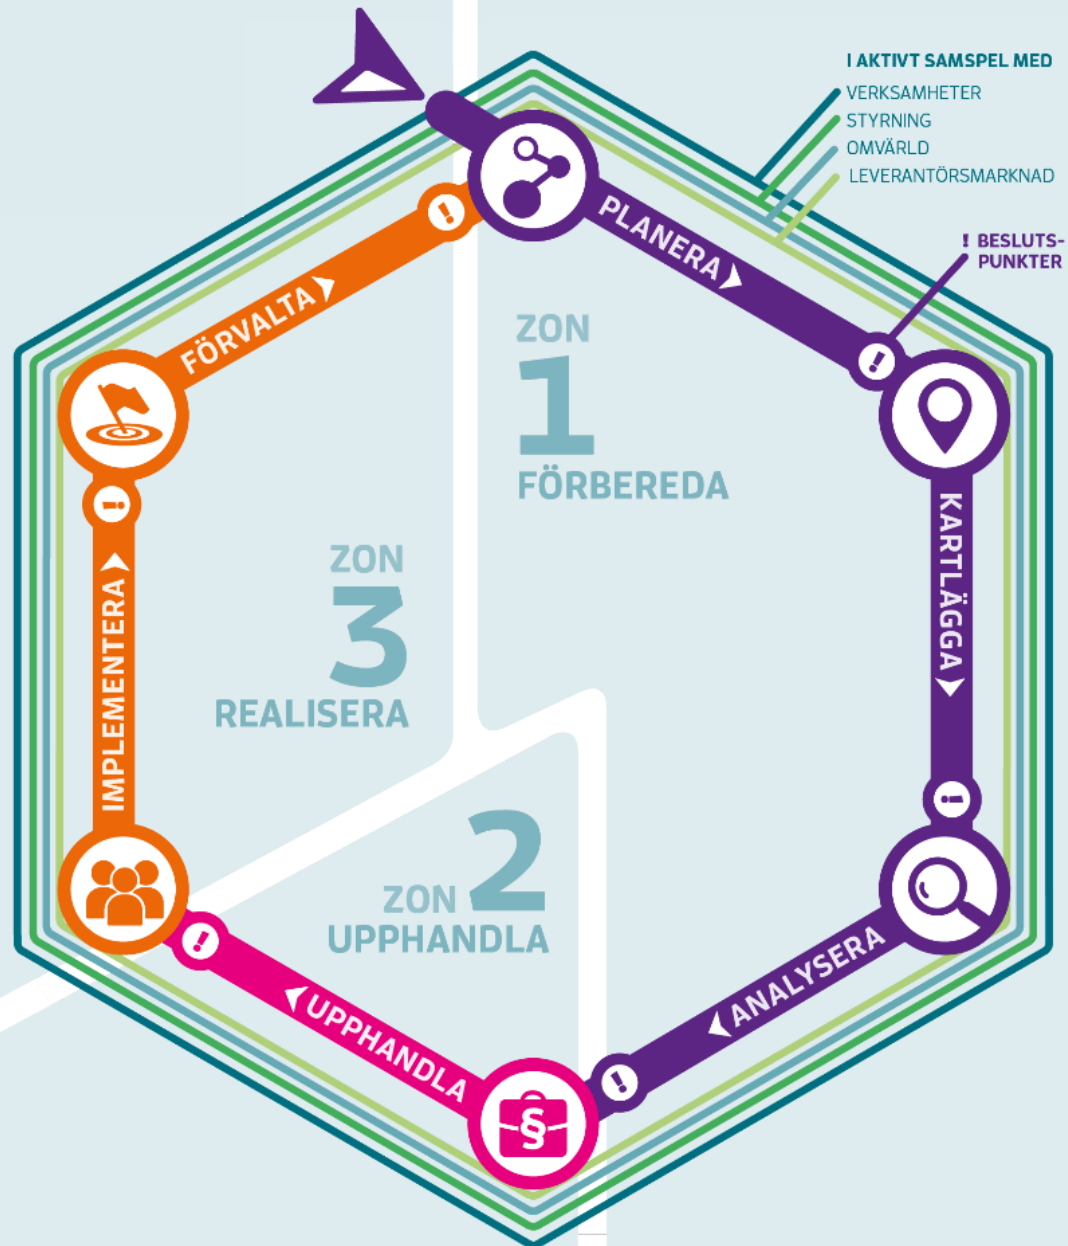 I AKTIVT SAMSPEL MED
VERKSAMHETER
STYRNING
OMVÄRLD
LEVERANTÖRSMARKNAD
! BESLUTS-
PUNKTER
PLANERA
!
KARTLÄGGA
!
ANALYSERA
!
§
UPPHANDLA
!
IMPLEMENTERA
!
FÖRVALTA
!
ZON
1
FÖRBEREDA
ZON
3
REALISERA
ZON 2
UPPHANDLA